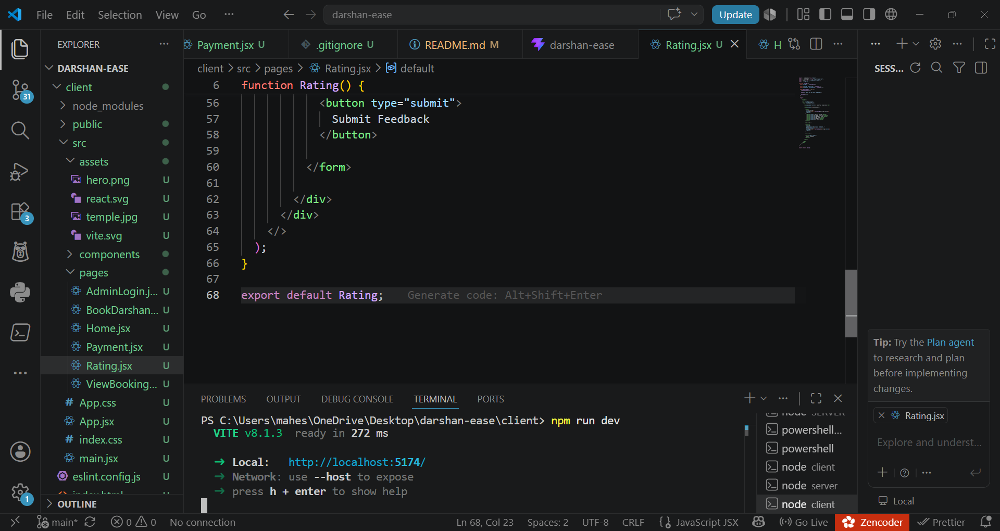 File Edit Selection View Go ···
darshan-ease
Update
EXPLORER ···
DARSHAN-EASE
client
node_modules
public
src
assets
hero.png U
react.svg U
temple.jpg U
vite.svg U
components
pages
AdminLogin.j... U
BookDarshan... U
Home.jsx U
Payment.jsx U
Rating.jsx U
ViewBooking... U
# App.css U
App.jsx U
# index.css U
main.jsx U
eslint.config.js U
index.html U
OUTLINE
31
3
1
Payment.jsx U
.gitignore U
README.md M
darshan-ease
Rating.jsx U
H
client > src > pages > Rating.jsx > default
6 function Rating() {
56 <button type="submit">
57 Submit Feedback
58 </button>
59
60 </form>
61
62 </div>
63 </div>
64 </>
65 );
66 }
67
68 export default Rating; Generate code: Alt+Shift+Enter
PROBLEMS OUTPUT DEBUG CONSOLE TERMINAL PORTS
PS C:\Users\mahes\OneDrive\Desktop\darshan-ease\client> npm run dev
VITE v8.1.3 ready in 272 ms
➜ Local: http://localhost:5174/
➜ Network: use --host to expose
➜ press h + enter to show help
node SERVER
powershell...
powershell
node client
node server
node client
SESS...
Tip: Try the Plan agent
to research and plan
before implementing
changes.
Rating.jsx
Explore and underst...
Local
main* 0 0 No connection
Ln 68, Col 23 Spaces: 2 UTF-8 CRLF JavaScript JSX Go Live Zencoder Prettier